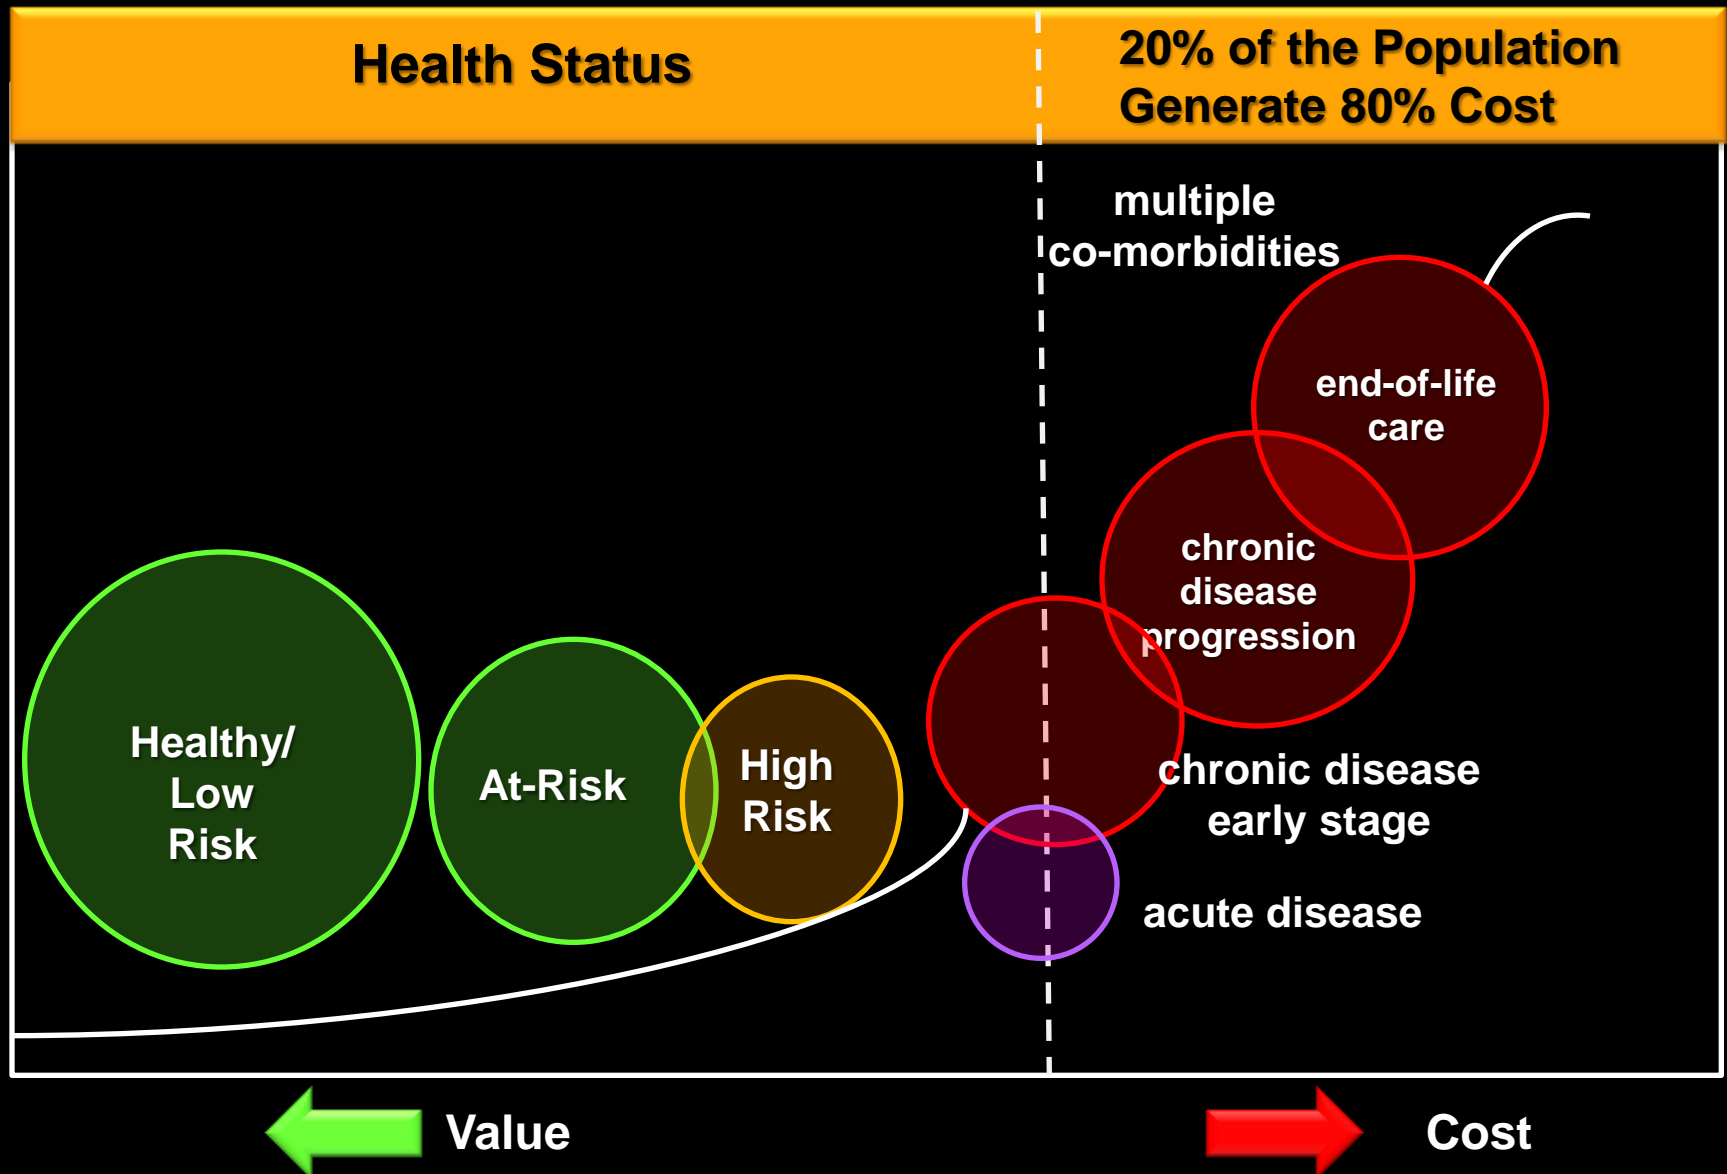 Health Status
20% of the Population
Generate 80% Cost
multiple
co-morbidities
end-of-life
care
chronic
disease
progression
Healthy/
Low
Risk
At-Risk
High
Risk
chronic disease
early stage
acute disease
Value
Cost